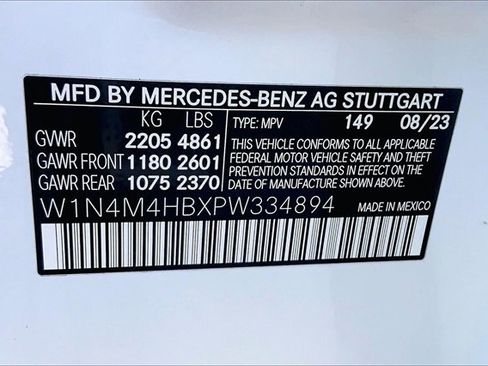 MFD BY MERCEDES-BENZ AG STUTTGART
KG LBS TYPE: MPV 149 08/23
GVWR 2205 4861
GAWR FRONT 1180 2601
GAWR REAR 1075 2370
THIS VEHICLE CONFORMS TO ALL APPLICABLE
FEDERAL MOTOR VEHICLE SAFETY AND THEFT
PREVENTION STANDARDS IN EFFECT ON THE
DATE OF MANUFACTURE SHOWN ABOVE.
W1N4M4HBXPW334894 MADE IN MEXICO